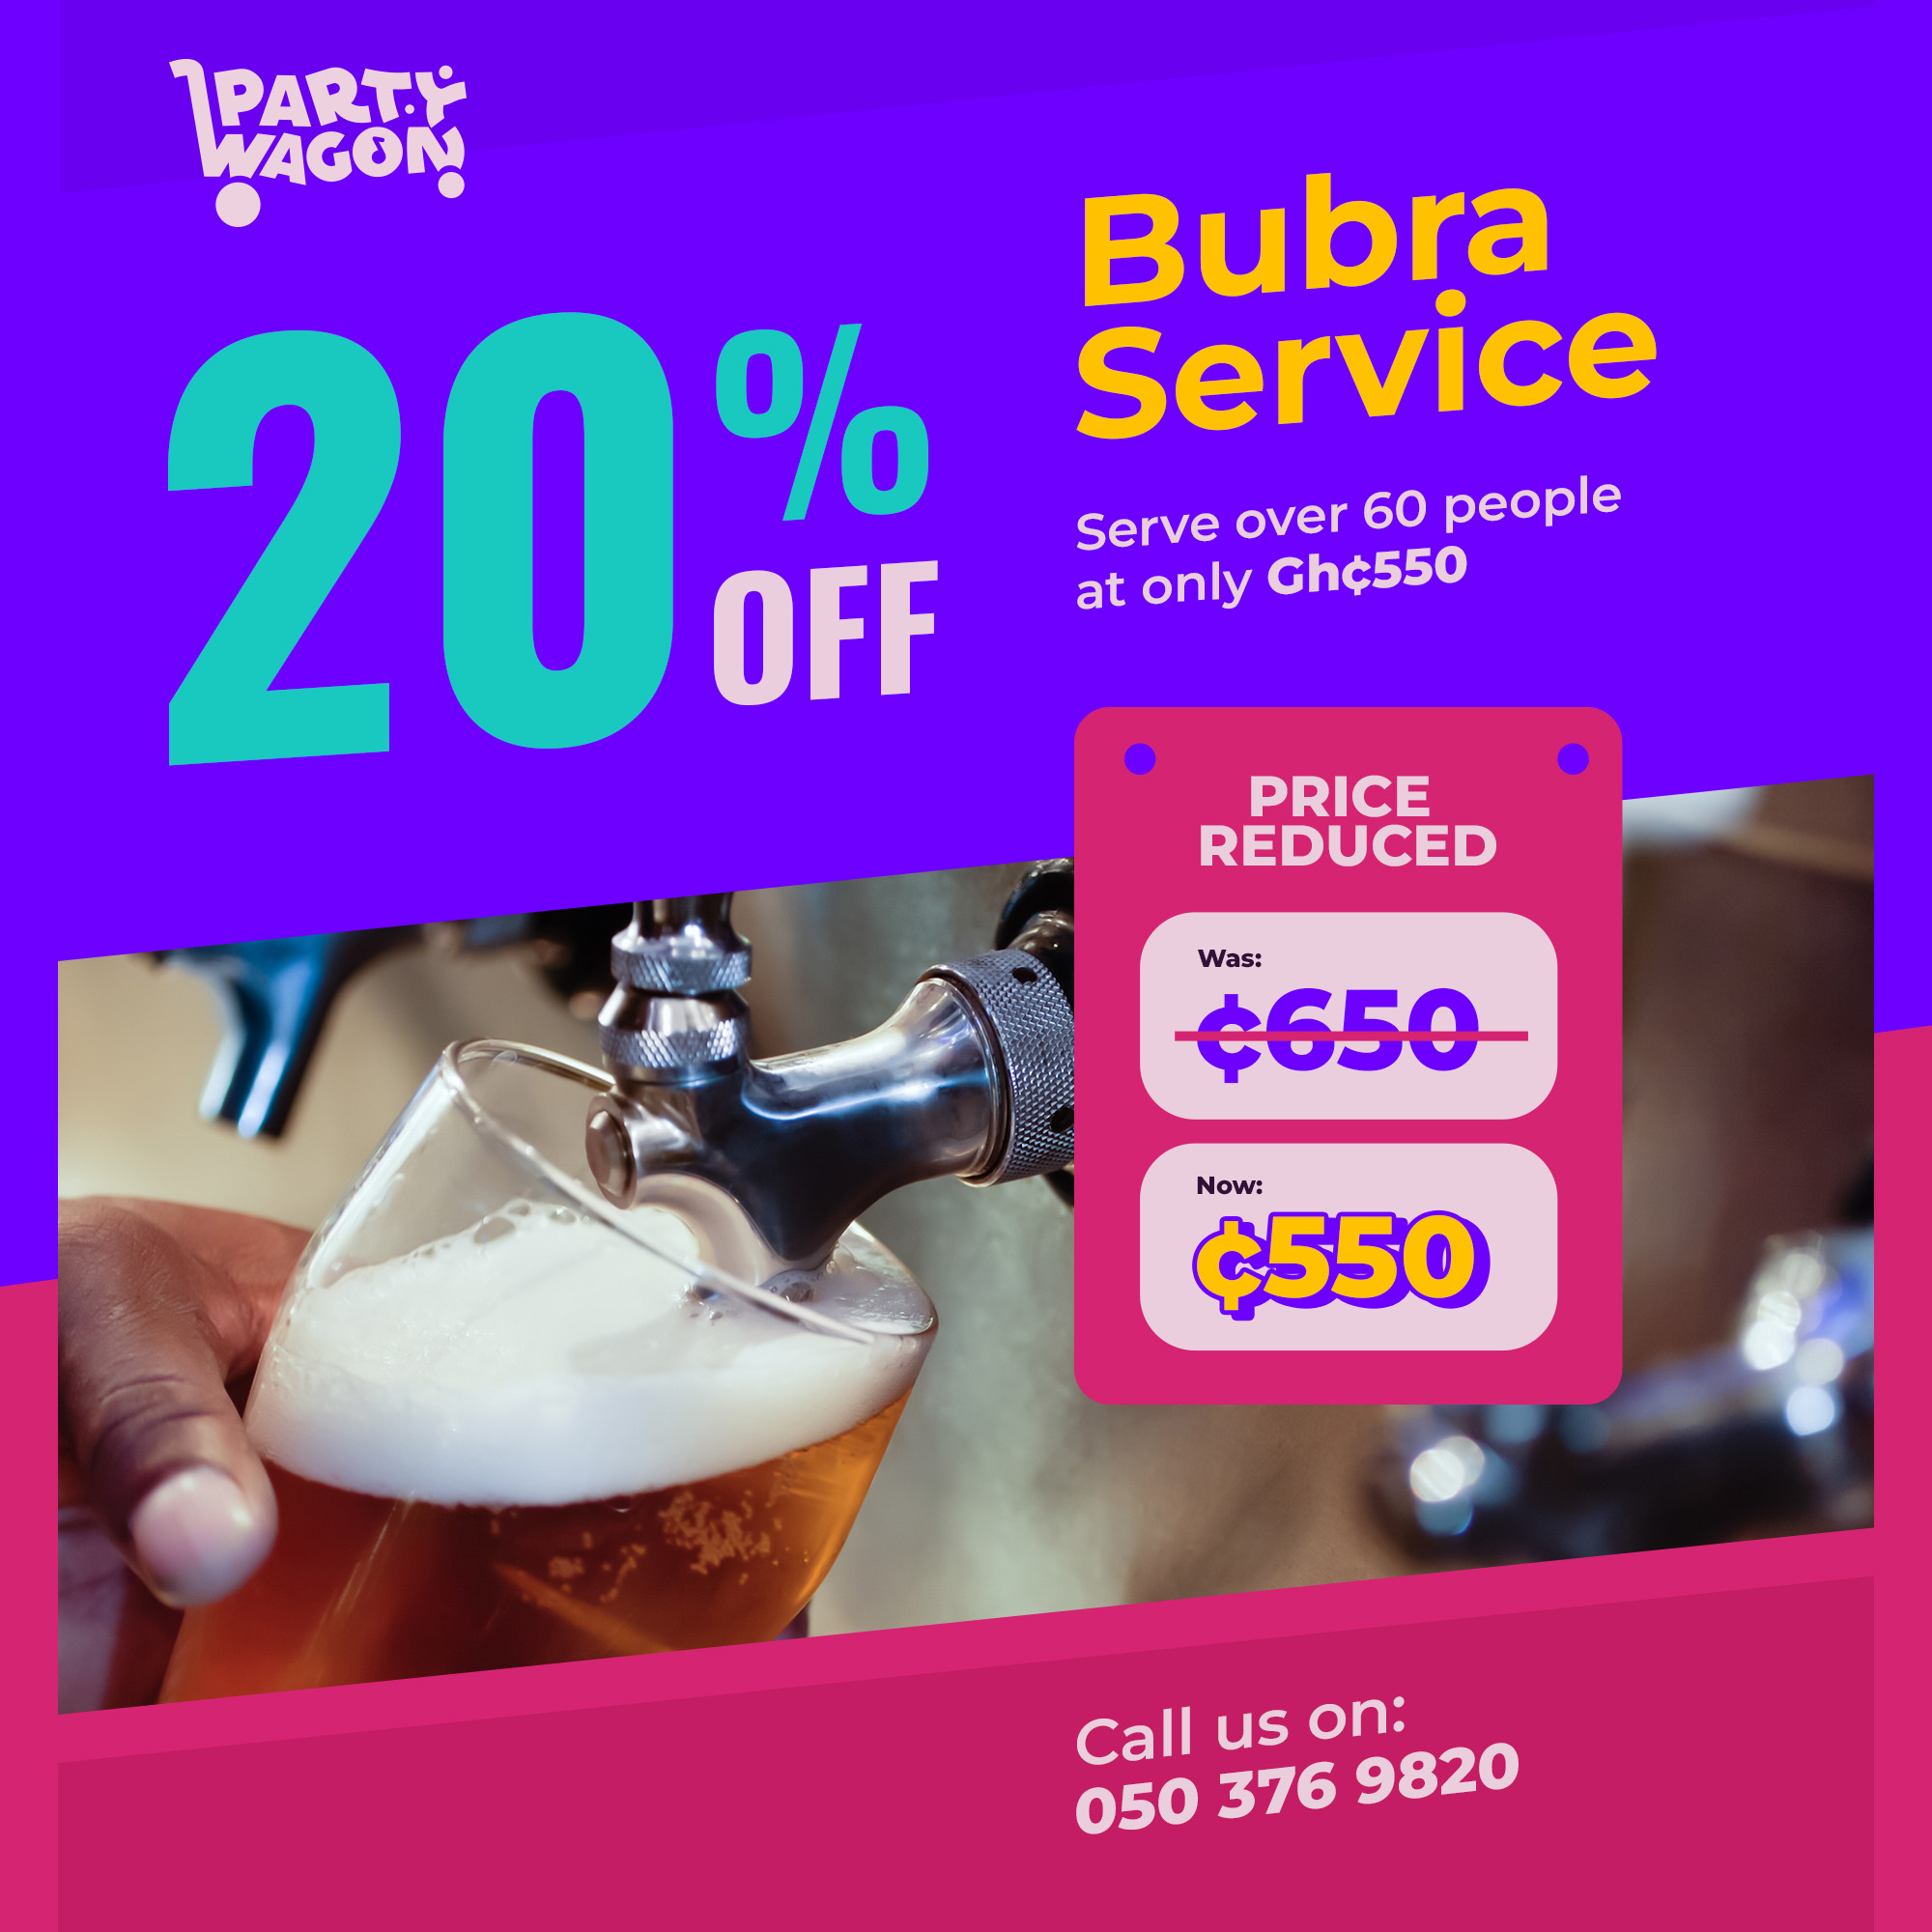 PARTY
WAGON
20%
OFF
Bubra
Service
Serve over 60 people
at only Gh¢550
PRICE
REDUCED
Was:
¢650
Now:
¢550
Call us on:
050 376 9820